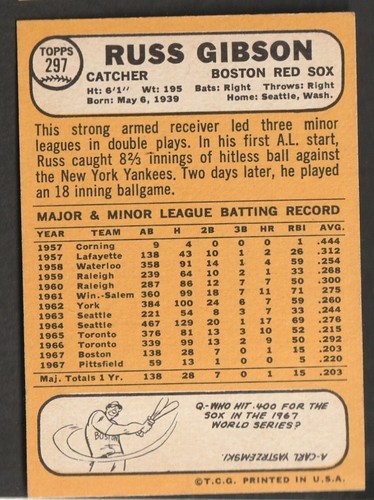 TOPPS
297
RUSS GIBSON
CATCHER BOSTON RED SOX
Ht: 6'1" Wt: 195 Bats: Right Throws: Right
Born: May 6, 1939 Home: Seattle, Wash.
This strong armed receiver led three minor
leagues in double plays. In his first A.L. start,
Russ caught 8⅔ innings of hitless ball against
the New York Yankees. Two days later, he played
an 18 inning ballgame.
MAJOR & MINOR LEAGUE BATTING RECORD
YEAR TEAM AB H 2B 3B HR RBI AVG.
1957 Corning 9 4 0 0 0 1 .444
1957 Lafayette 138 43 10 1 2 26 .312
1958 Waterloo 358 91 14 1 6 59 .254
1959 Raleigh 239 64 10 2 1 33 .268
1960 Raleigh 287 86 12 7 7 50 .300
1961 Win.-Salem 360 99 18 7 11 71 .275
1962 York 384 100 24 6 7 59 .260
1963 Seattle 221 54 8 3 7 33 .244
1964 Seattle 467 129 20 1 17 69 .276
1965 Toronto 376 81 13 3 10 52 .215
1966 Toronto 339 99 13 2 9 50 .292
1967 Boston 138 28 7 0 1 15 .203
1967 Pittsfield 59 13 1 0 0 5 .220
Maj. Totals 1 Yr. 138 28 7 0 1 15 .203
BOSTON
Q.-WHO HIT .400 FOR THE
SOX IN THE 1967
WORLD SERIES?
A-CARL YASTRZEMSKI.
©T.C.G. PRINTED IN U.S.A.